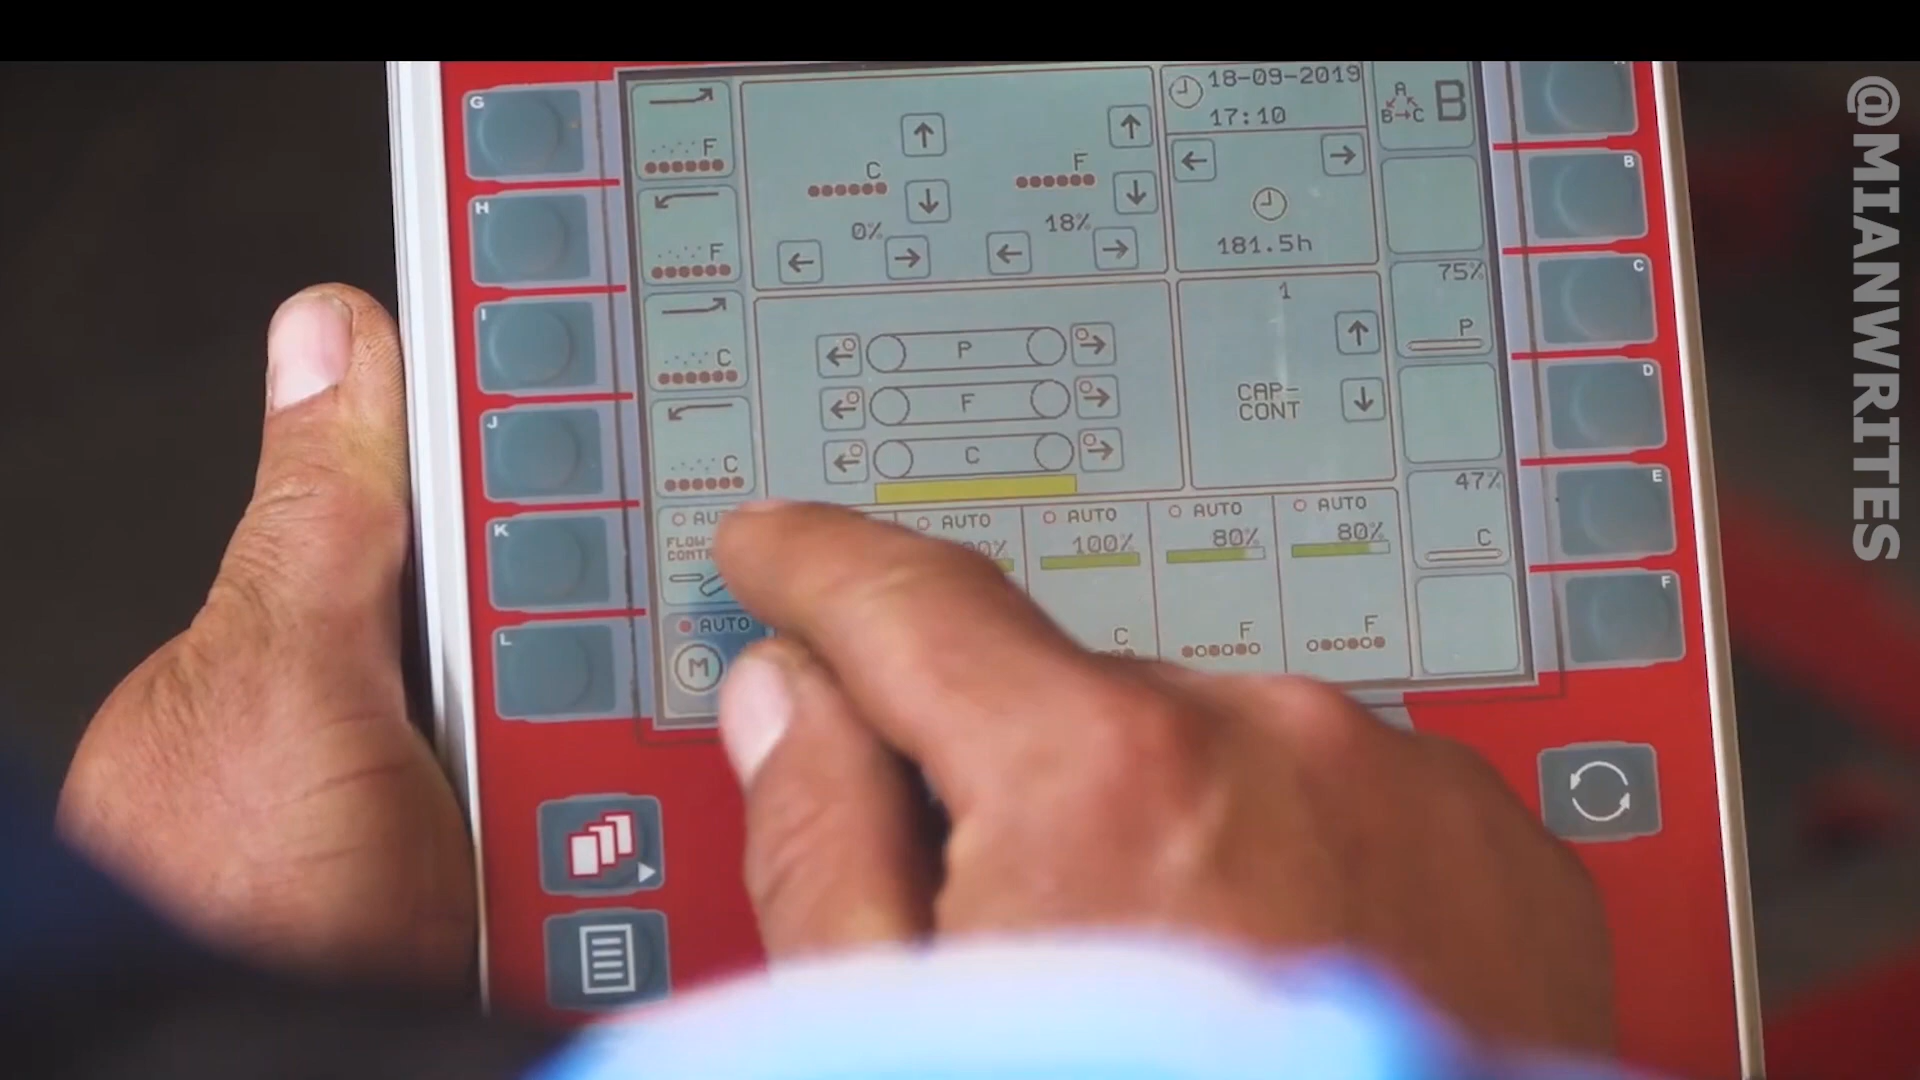 G
H
I
J
K
L
F
F
C
C
AUTO
M
C
0%
F
18%
18-09-2019
17:10
181.5h
A
B→C
B
P
F
C
1
CAP-
CONT
75%
P
47%
C
AUTO
AUTO
100%
C
AUTO
80%
F
AUTO
80%
F
B
C
D
E
F
@MIANWRITES